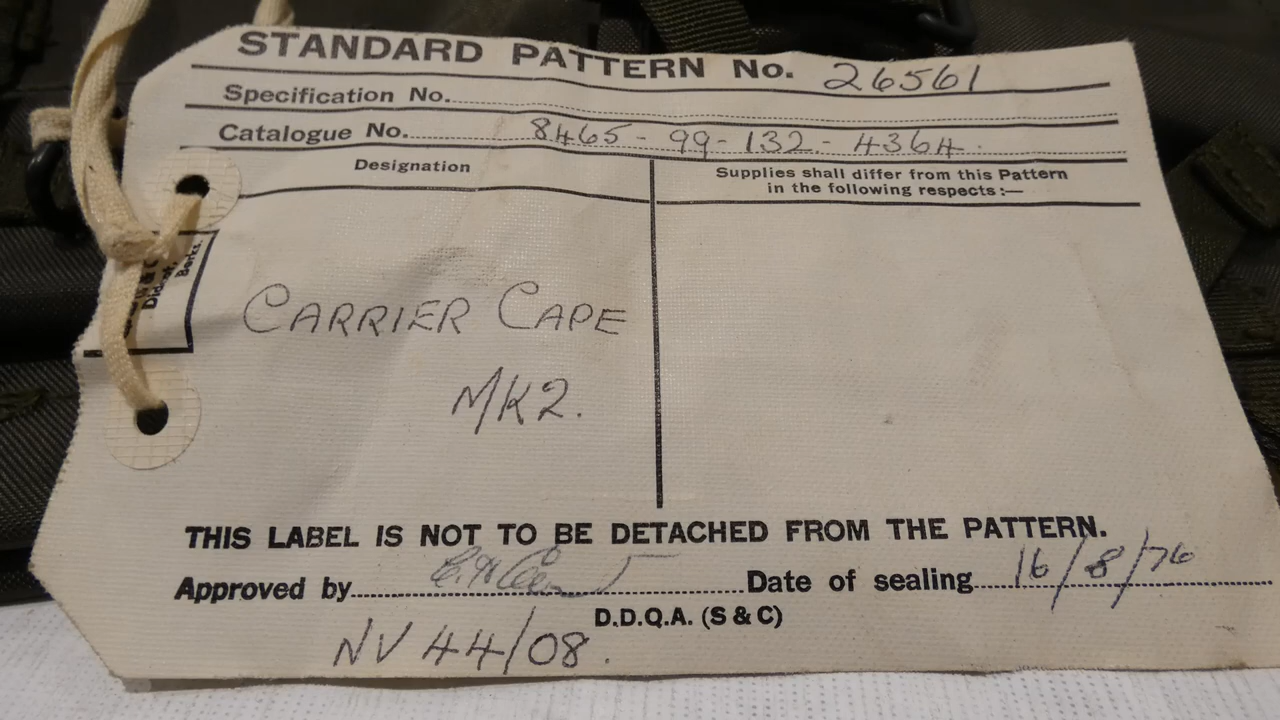 STANDARD PATTERN No. 26561
Specification No.
Catalogue No. 8465-99-132-4364.
Designation
Supplies shall differ from this Pattern
in the following respects:—
& C
Berks.
CARRIER CAPE
MK2.
THIS LABEL IS NOT TO BE DETACHED FROM THE PATTERN.
Approved by Date of sealing 16/8/76
D.D.Q.A. (S & C)
NV 44/08.